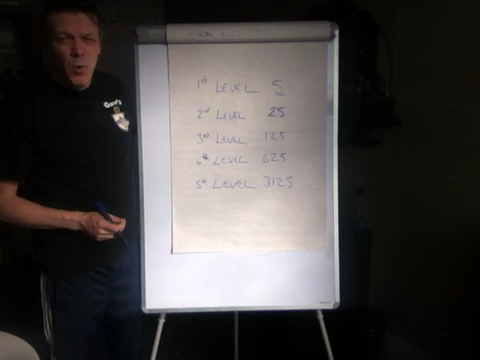 1st LEVEL 5
2nd LEVEL 25
3rd LEVEL 125
4th LEVEL 625
5th LEVEL 3125